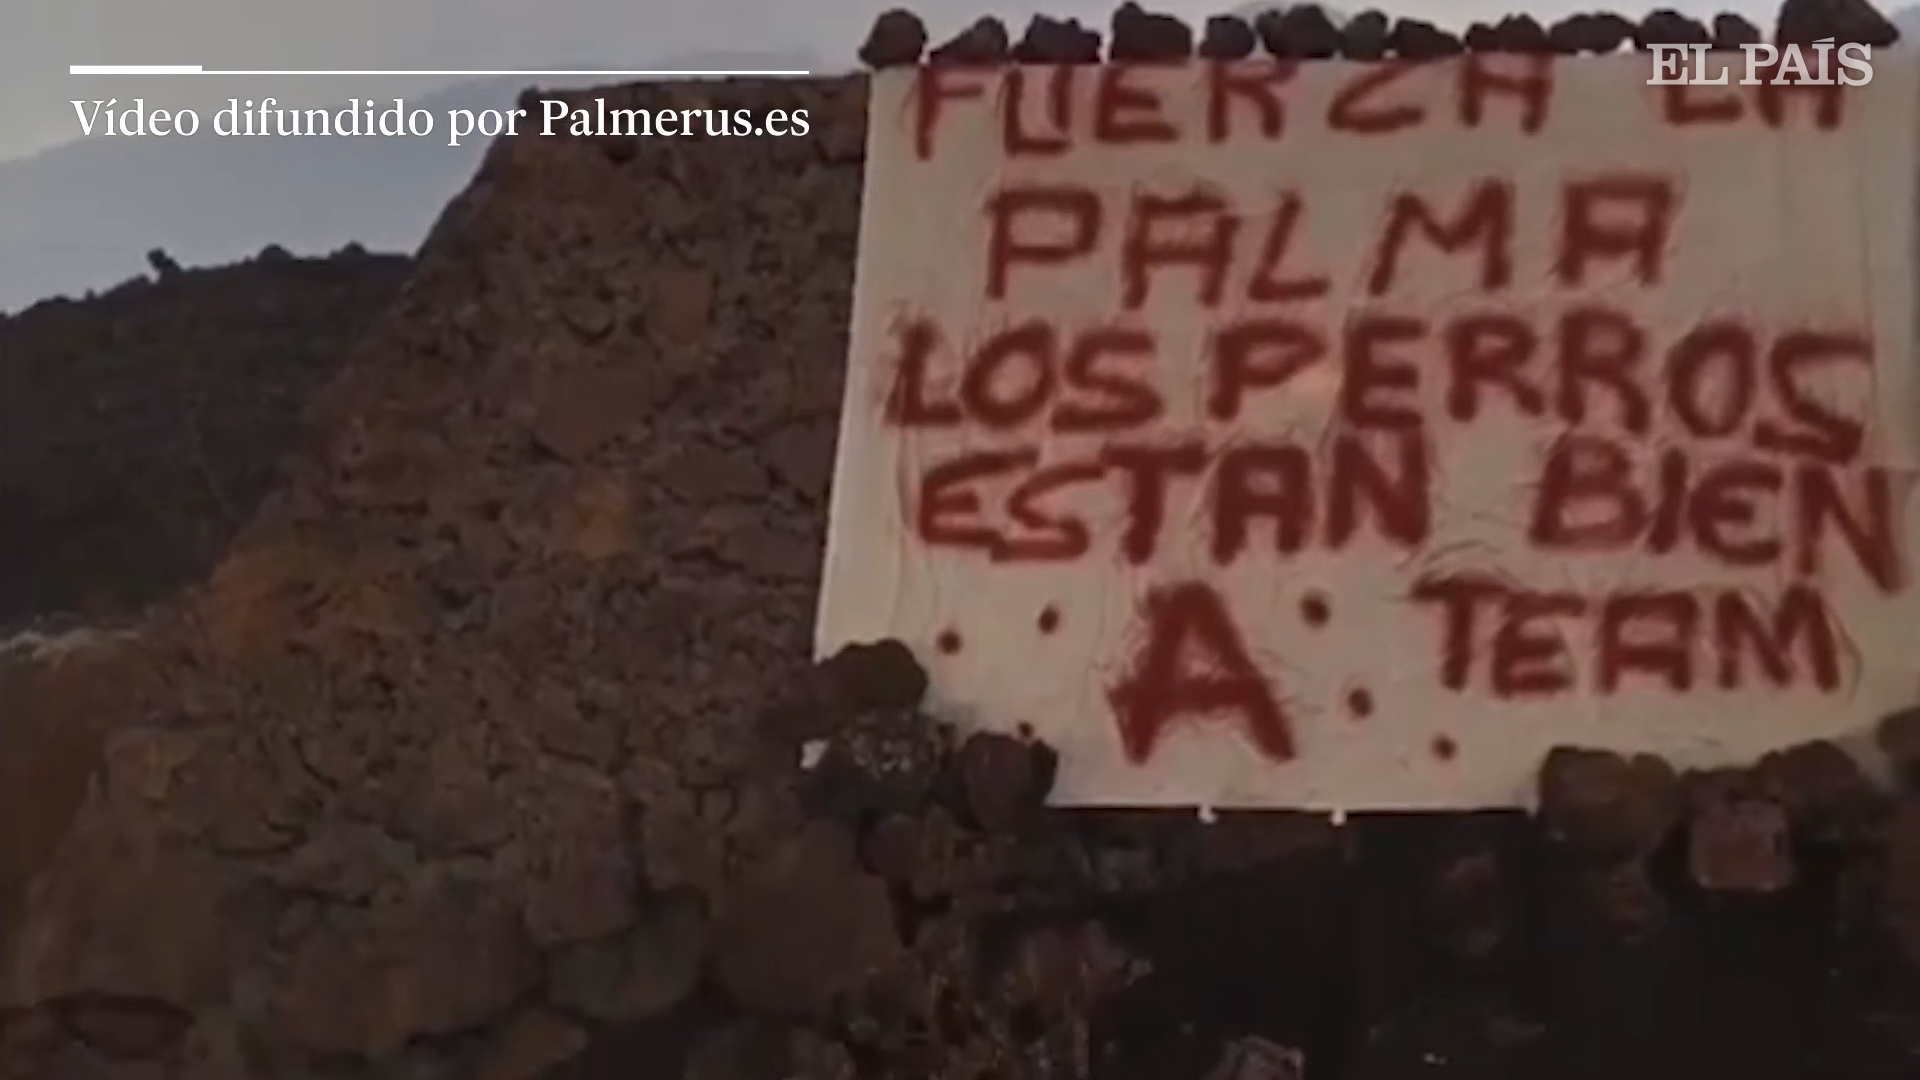 EL PAÍS
Vídeo difundido por Palmerus.es
FUERZA LA
PALMA
LOS PERROS
ESTAN BIEN
A TEAM